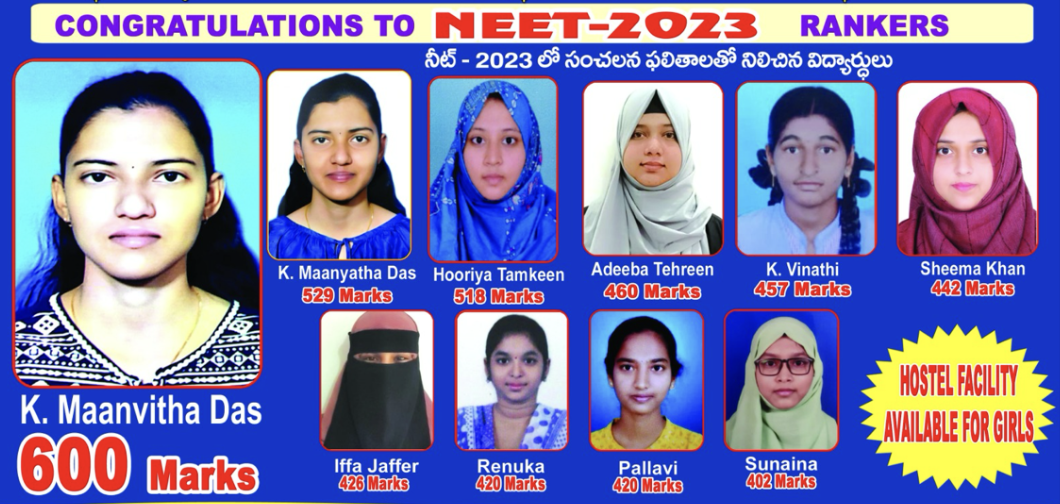 CONGRATULATIONS TO NEET-2023 RANKERS
నీట్ - 2023 లో సంచలన ఫలితాలతో నిలిచిన విద్యార్థులు
K. Maanvitha Das
600 Marks
K. Maanyatha Das
529 Marks
Hooriya Tamkeen
518 Marks
Adeeba Tehreen
460 Marks
K. Vinathi
457 Marks
Sheema Khan
442 Marks
Iffa Jaffer
426 Marks
Renuka
420 Marks
Pallavi
420 Marks
Sunaina
402 Marks
HOSTEL FACILITY
AVAILABLE FOR GIRLS